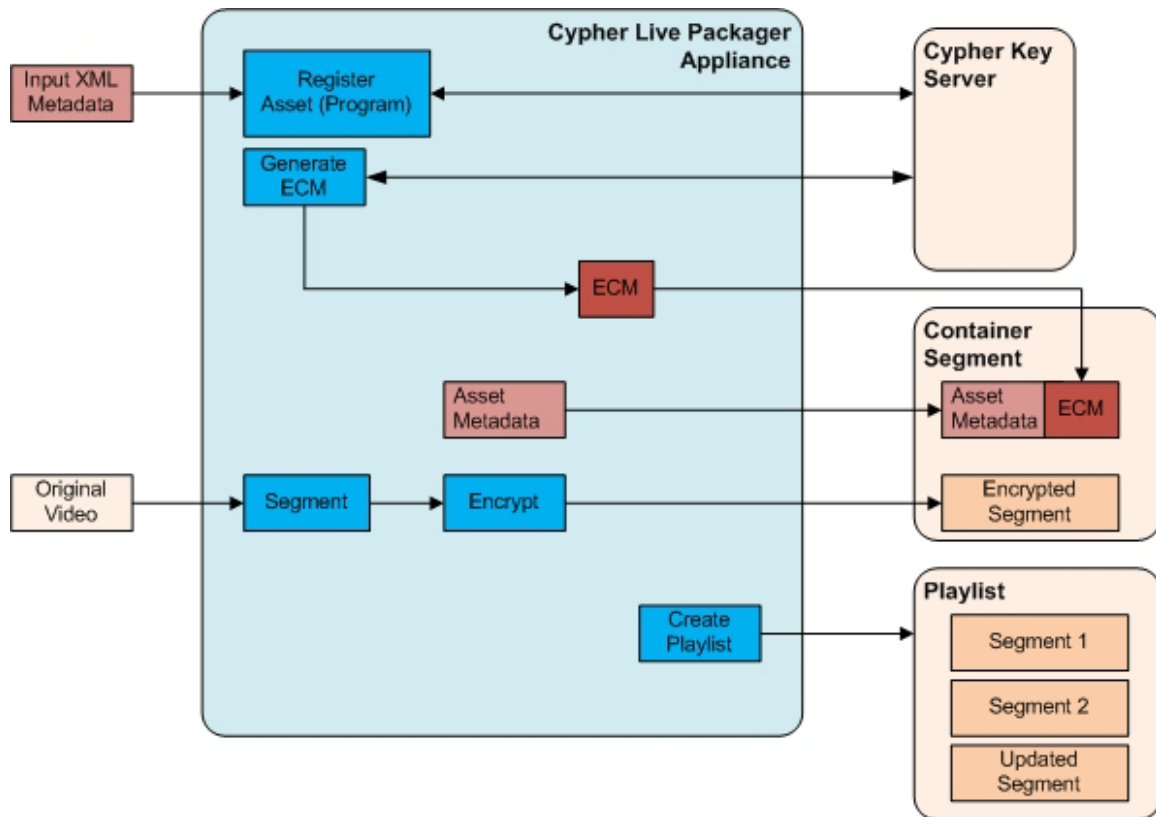 Cypher Live Packager
Appliance
Cypher Key
Server
Input XML
Metadata
Register
Asset (Program)
Generate
ECM
ECM
Container
Segment
Asset
Metadata
Asset
Metadata
ECM
Original
Video
Segment
Encrypt
Encrypted
Segment
Playlist
Create
Playlist
Segment 1
Segment 2
Updated
Segment